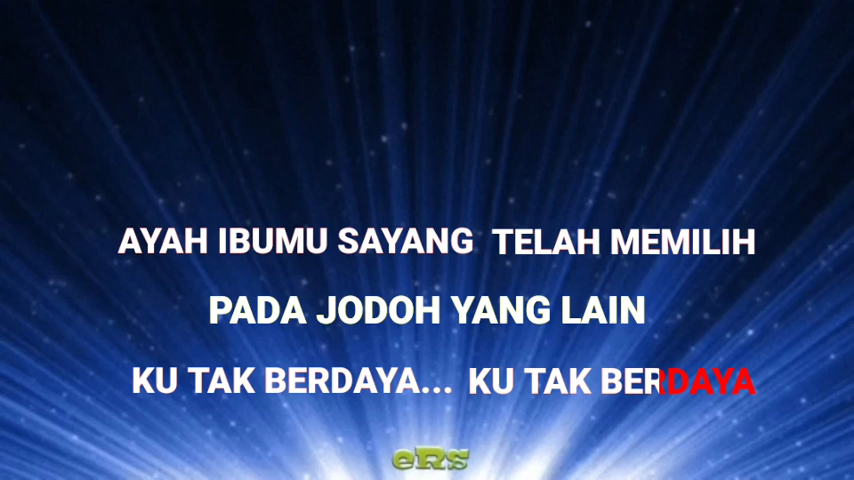 AYAH IBUMU SAYANG TELAH MEMILIH
PADA JODOH YANG LAIN
KU TAK BERDAYA... KU TAK BERDAYA
eRs